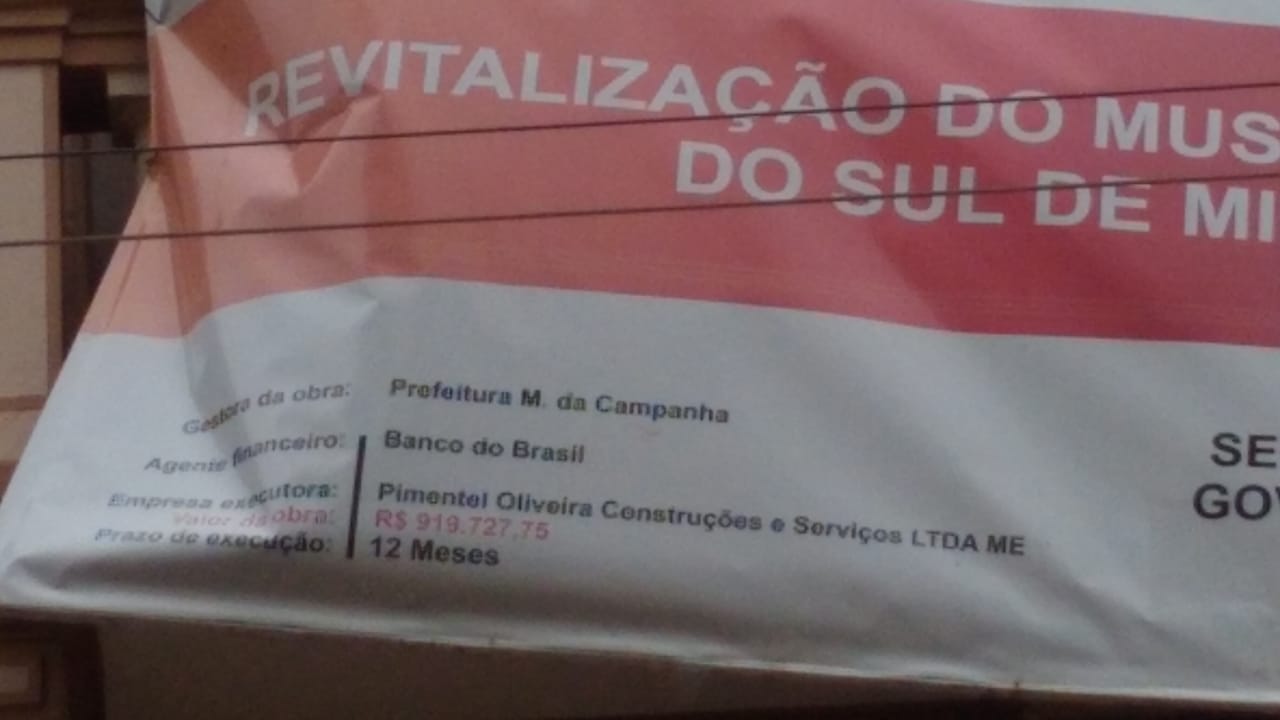 REVITALIZAÇÃO DO MUS
DO SUL DE MI
Gestora da obra: Prefeitura M. da Campanha
Agente financeiro: Banco do Brasil
Empresa executora: Pimentel Oliveira Construções e Serviços LTDA ME
Valor da obra: R$ 919.727,75
Prazo de execução: 12 Meses
SE
GOV